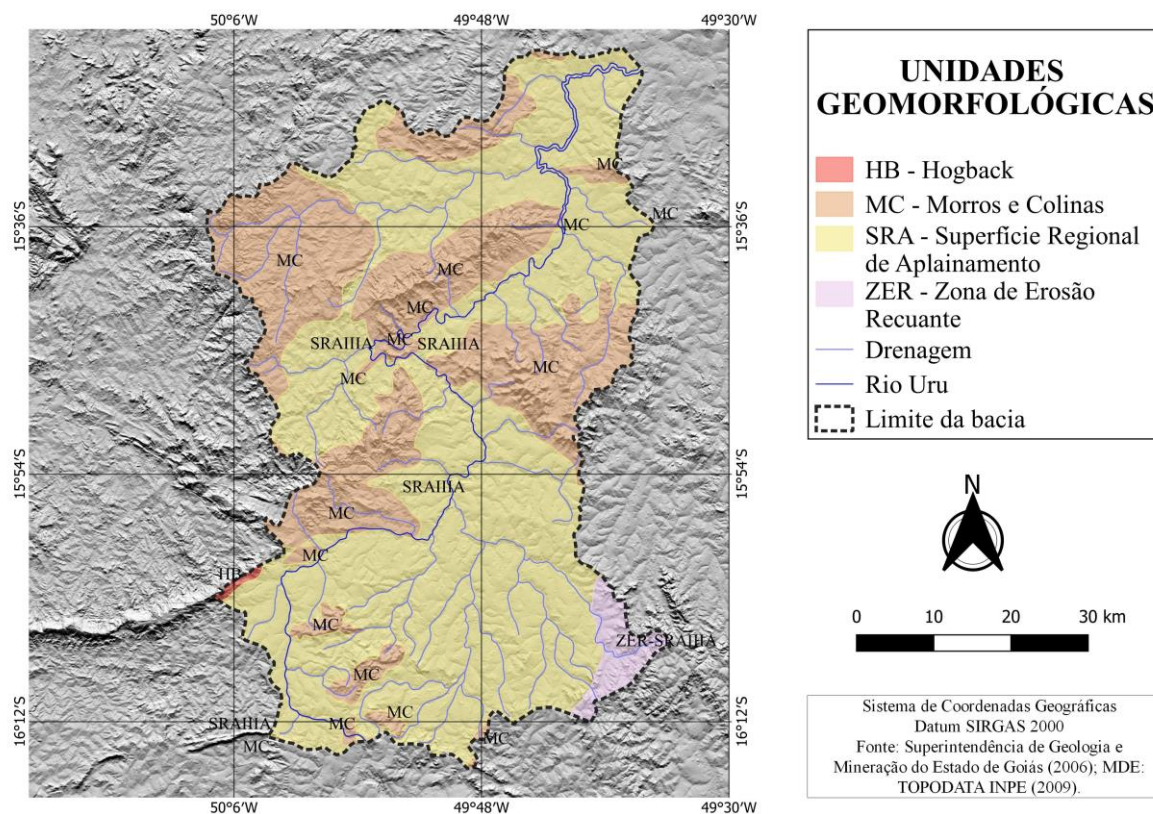 50°6'W
49°48'W
49°30'W
15°36'S
15°54'S
16°12'S
MC
MC
MC
MC
MC
MC
SRAIIIA
MC
SRAIIIA
MC
MC
SRAIIIA
MC
MC
HB
MC
ZER-SRAIIIA
MC
MC
SRAIIIA
MC
MC
MC
15°36'S
15°54'S
16°12'S
50°6'W
49°48'W
49°30'W
UNIDADES
GEOMORFOLÓGICAS
HB - Hogback
MC - Morros e Colinas
SRA - Superfície Regional
de Aplainamento
ZER - Zona de Erosão
Recuante
Drenagem
Rio Uru
Limite da bacia
N
0 10 20 30 km
Sistema de Coordenadas Geográficas
Datum SIRGAS 2000
Fonte: Superintendência de Geologia e
Mineração do Estado de Goiás (2006); MDE:
TOPODATA INPE (2009).